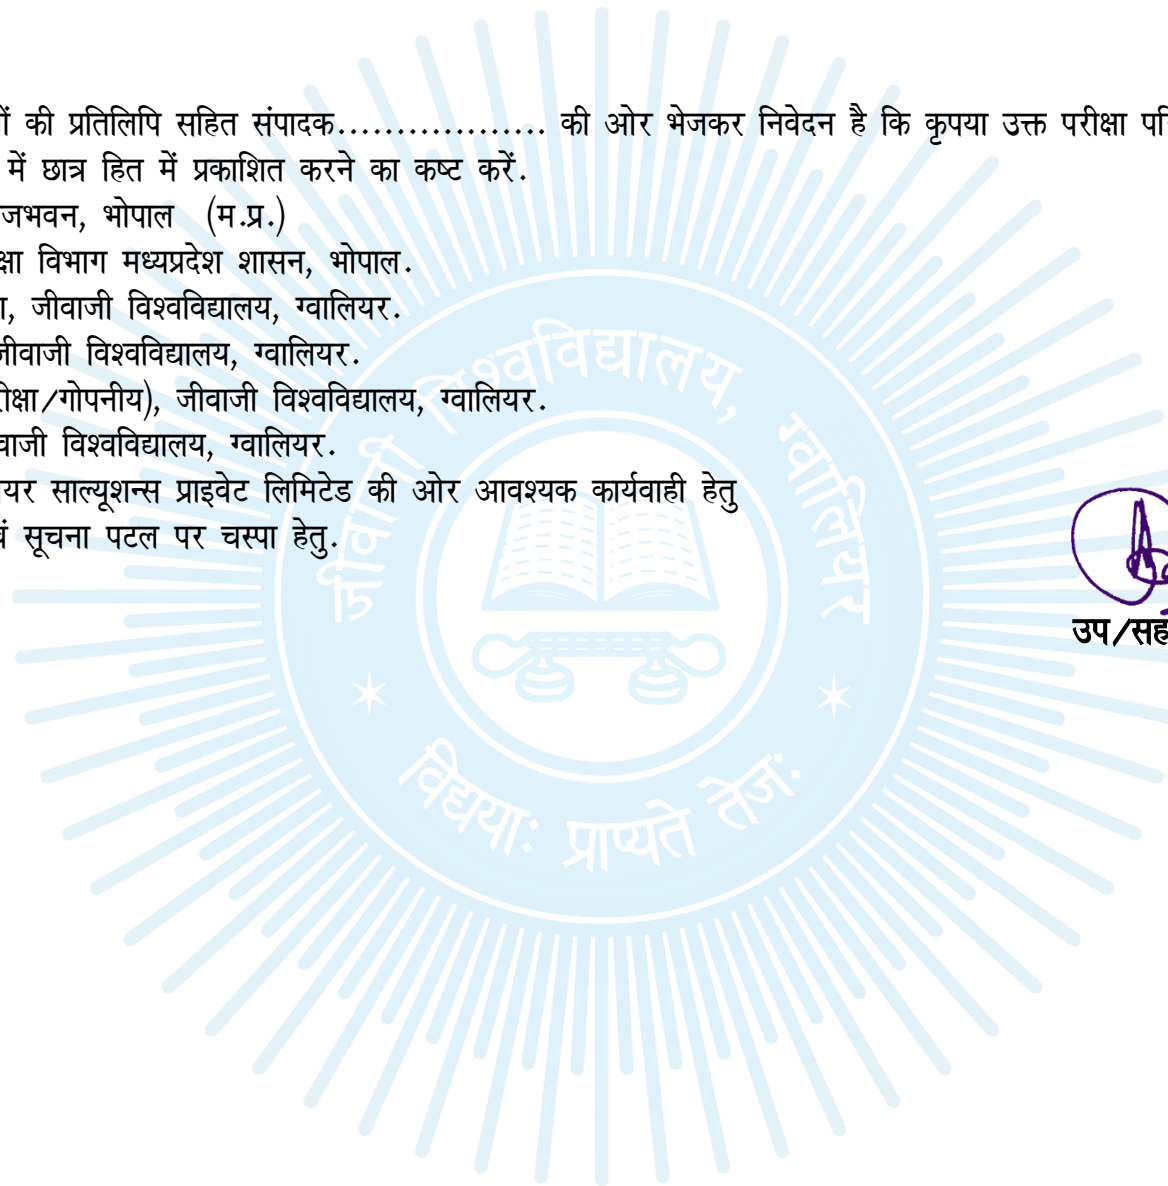 ों की प्रतिलिपि सहित संपादक.................. की ओर भेजकर निवेदन है कि कृपया उक्त परीक्षा परि
में छात्र हित में प्रकाशित करने का कष्ट करें.
जभवन, भोपाल (म.प्र.)
क्षा विभाग मध्यप्रदेश शासन, भोपाल.
ा, जीवाजी विश्वविद्यालय, ग्वालियर.
जीवाजी विश्वविद्यालय, ग्वालियर.
ीक्षा/गोपनीय), जीवाजी विश्वविद्यालय, ग्वालियर.
वाजी विश्वविद्यालय, ग्वालियर.
यर साल्यूशन्स प्राइवेट लिमिटेड की ओर आवश्यक कार्यवाही हेतु
वं सूचना पटल पर चस्पा हेतु.
उप/सह
जीवाजी विश्वविद्यालय, ग्वालियर
विद्यया: प्राप्यते तेज: